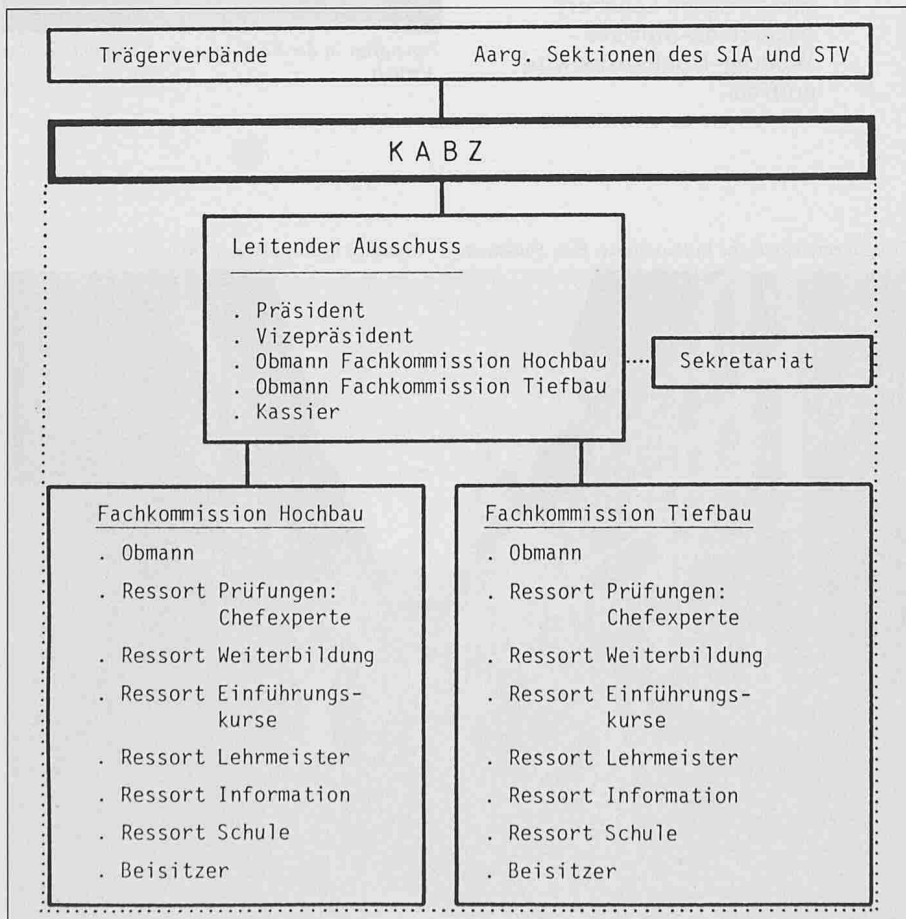 Trägerverbände Aarg. Sektionen des SIA und STV
KABZ
Leitender Ausschuss
. Präsident
. Vizepräsident
. Obmann Fachkommission Hochbau
. Obmann Fachkommission Tiefbau
. Kassier
Sekretariat
Fachkommission Hochbau
. Obmann
. Ressort Prüfungen:
Chefexperte
. Ressort Weiterbildung
. Ressort Einführungs-
kurse
. Ressort Lehrmeister
. Ressort Information
. Ressort Schule
. Beisitzer
Fachkommission Tiefbau
. Obmann
. Ressort Prüfungen:
Chefexperte
. Ressort Weiterbildung
. Ressort Einführungs-
kurse
. Ressort Lehrmeister
. Ressort Information
. Ressort Schule
. Beisitzer